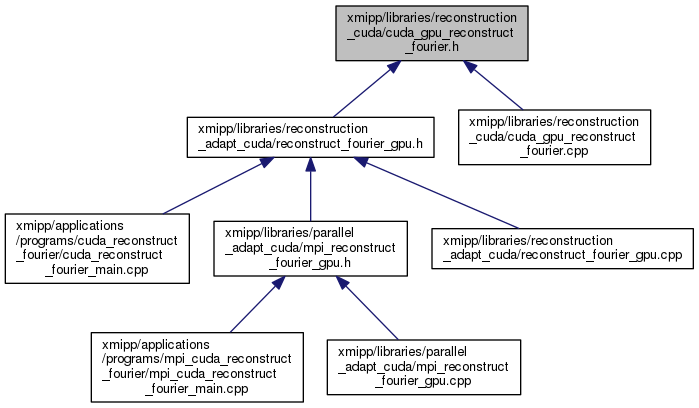 xmipp/libraries/reconstruction
_cuda/cuda_gpu_reconstruct
_fourier.h
xmipp/libraries/reconstruction
_adapt_cuda/reconstruct_fourier_gpu.h
xmipp/libraries/reconstruction
_cuda/cuda_gpu_reconstruct
_fourier.cpp
xmipp/applications
/programs/cuda_reconstruct
_fourier/cuda_reconstruct
_fourier_main.cpp
xmipp/libraries/parallel
_adapt_cuda/mpi_reconstruct
_fourier_gpu.h
xmipp/libraries/reconstruction
_adapt_cuda/reconstruct_fourier_gpu.cpp
xmipp/applications
/programs/mpi_cuda_reconstruct
_fourier/mpi_cuda_reconstruct
_fourier_main.cpp
xmipp/libraries/parallel
_adapt_cuda/mpi_reconstruct
_fourier_gpu.cpp